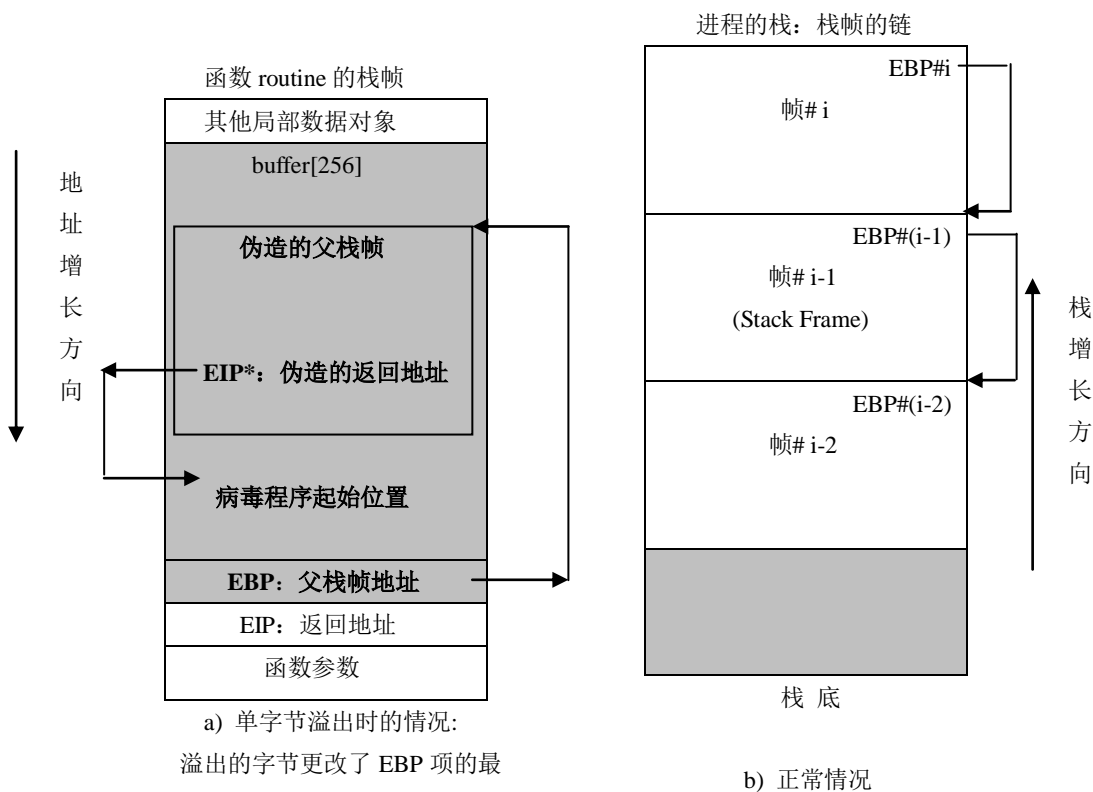 函数 routine 的栈帧
其他局部数据对象
buffer[256]
伪造的父栈帧
EIP*：伪造的返回地址
病毒程序起始位置
EBP：父栈帧地址
EIP：返回地址
函数参数
地址增长方向
a) 单字节溢出时的情况:
溢出的字节更改了 EBP 项的最
进程的栈：栈帧的链
EBP#i
帧# i
EBP#(i-1)
帧# i-1
(Stack Frame)
EBP#(i-2)
帧# i-2
栈增长方向
栈 底
b) 正常情况